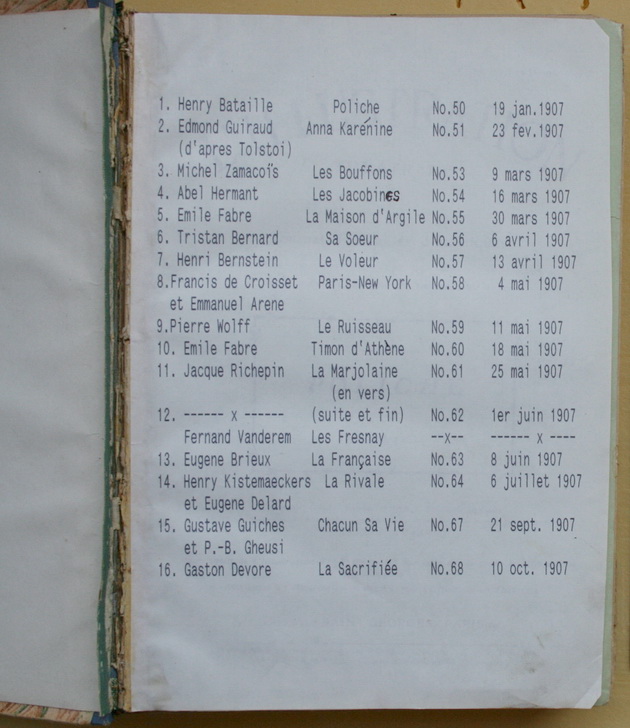 1. Henry Bataille Poliche No.50 19 jan.1907
2. Edmond Guiraud Anna Karénine No.51 23 fev.1907
(d'apres Tolstoi)
3. Michel Zamacoïs Les Bouffons No.53 9 mars 1907
4. Abel Hermant Les Jacobines No.54 16 mars 1907
5. Emile Fabre La Maison d'Argile No.55 30 mars 1907
6. Tristan Bernard Sa Soeur No.56 6 avril 1907
7. Henri Bernstein Le Voleur No.57 13 avril 1907
8.Francis de Croisset Paris-New York No.58 4 mai 1907
et Emmanuel Arene
9.Pierre Wolff Le Ruisseau No.59 11 mai 1907
10. Emile Fabre Timon d'Athène No.60 18 mai 1907
11. Jacque Richepin La Marjolaine No.61 25 mai 1907
(en vers)
12. ------ x ------ (suite et fin) No.62 1er juin 1907
Fernand Vanderem Les Fresnay --x-- ------ x ----
13. Eugene Brieux La Française No.63 8 juin 1907
14. Henry Kistemaeckers La Rivale No.64 6 juillet 1907
et Eugene Delard
15. Gustave Guiches Chacun Sa Vie No.67 21 sept. 1907
et P.-B. Gheusi
16. Gaston Devore La Sacrifiée No.68 10 oct. 1907